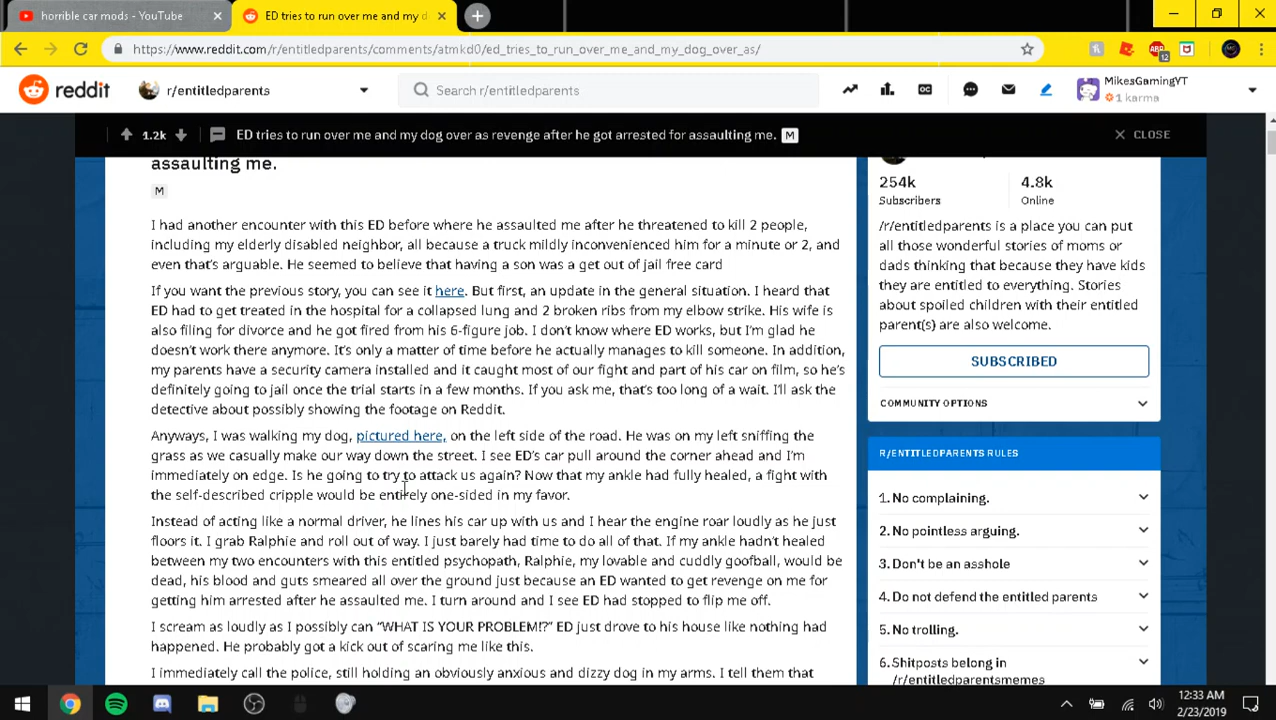 horrible car mods - YouTube
ED tries to run over me and my d
https://www.reddit.com/r/entitledparents/comments/atmkd0/ed_tries_to_run_over_me_and_my_dog_over_as/
ABP
12
reddit
r/entitledparents
Search r/entitledparents
OC
MikesGamingYT
1 karma
1.2k
ED tries to run over me and my dog over as revenge after he got arrested for assaulting me. M
CLOSE
assaulting me.
M
I had another encounter with this ED before where he assaulted me after he threatened to kill 2 people,
including my elderly disabled neighbor, all because a truck mildly inconvenienced him for a minute or 2, and
even that's arguable. He seemed to believe that having a son was a get out of jail free card
If you want the previous story, you can see it here. But first, an update in the general situation. I heard that
ED had to get treated in the hospital for a collapsed lung and 2 broken ribs from my elbow strike. His wife is
also filing for divorce and he got fired from his 6-figure job. I don't know where ED works, but I'm glad he
doesn't work there anymore. It's only a matter of time before he actually manages to kill someone. In addition,
my parents have a security camera installed and it caught most of our fight and part of his car on film, so he's
definitely going to jail once the trial starts in a few months. If you ask me, that's too long of a wait. I'll ask the
detective about possibly showing the footage on Reddit.
Anyways, I was walking my dog, pictured here, on the left side of the road. He was on my left sniffing the
grass as we casually make our way down the street. I see ED's car pull around the corner ahead and I'm
immediately on edge. Is he going to try to attack us again? Now that my ankle had fully healed, a fight with
the self-described cripple would be entirely one-sided in my favor.
Instead of acting like a normal driver, he lines his car up with us and I hear the engine roar loudly as he just
floors it. I grab Ralphie and roll out of way. I just barely had time to do all of that. If my ankle hadn't healed
between my two encounters with this entitled psychopath, Ralphie, my lovable and cuddly goofball, would be
dead, his blood and guts smeared all over the ground just because an ED wanted to get revenge on me for
getting him arrested after he assaulted me. I turn around and I see ED had stopped to flip me off.
I scream as loudly as I possibly can “WHAT IS YOUR PROBLEM!?” ED just drove to his house like nothing had
happened. He probably got a kick out of scaring me like this.
I immediately call the police, still holding an obviously anxious and dizzy dog in my arms. I tell them that
254k
4.8k
Subscribers
Online
/r/entitledparents is a place you can put
all those wonderful stories of moms or
dads thinking that because they have kids
they are entitled to everything. Stories
about spoiled children with their entitled
parent(s) are also welcome.
SUBSCRIBED
COMMUNITY OPTIONS
R/ENTITLEDPARENTS RULES
1. No complaining.
2. No pointless arguing.
3. Don't be an asshole
4. Do not defend the entitled parents
5. No trolling.
6. Shitposts belong in
/r/entitledparentsmemes
12:33 AM
2/23/2019